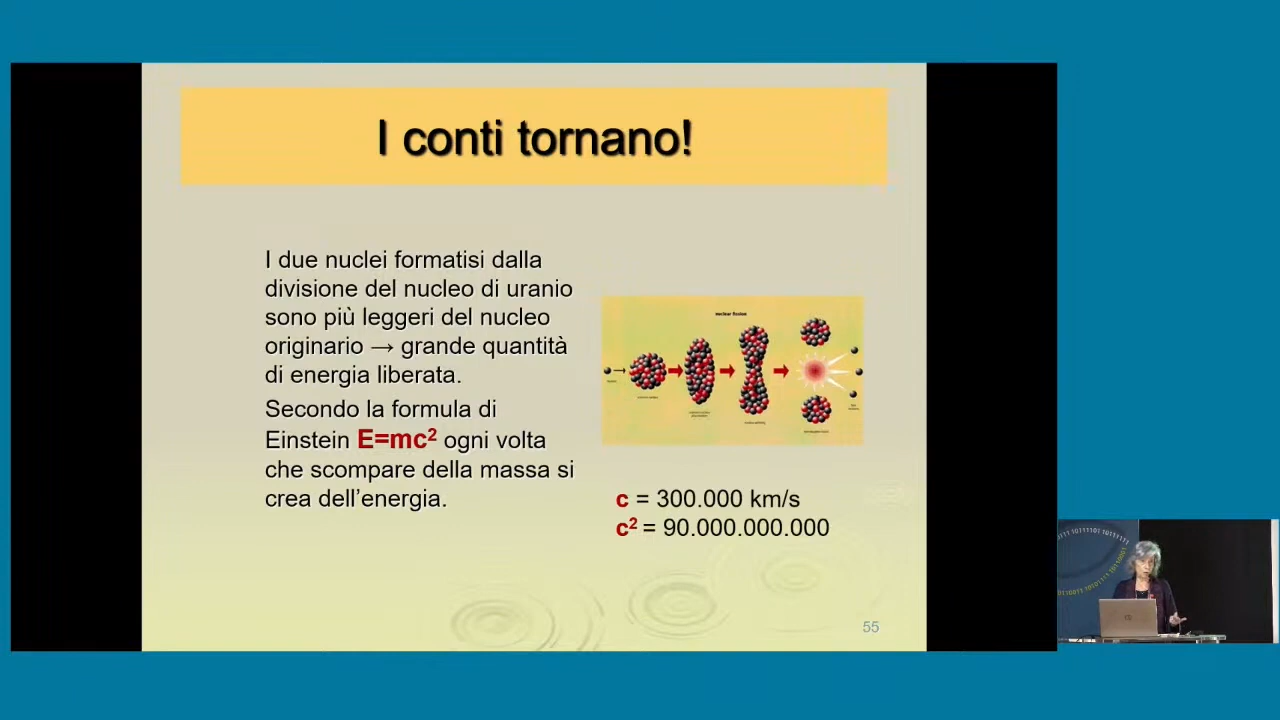 I conti tornano!
I due nuclei formatisi dalla
divisione del nucleo di uranio
sono più leggeri del nucleo
originario → grande quantità
di energia liberata.
Secondo la formula di
Einstein E=mc² ogni volta
che scompare della massa si
crea dell’energia.
nuclear fission
c = 300.000 km/s
c² = 90.000.000.000
55